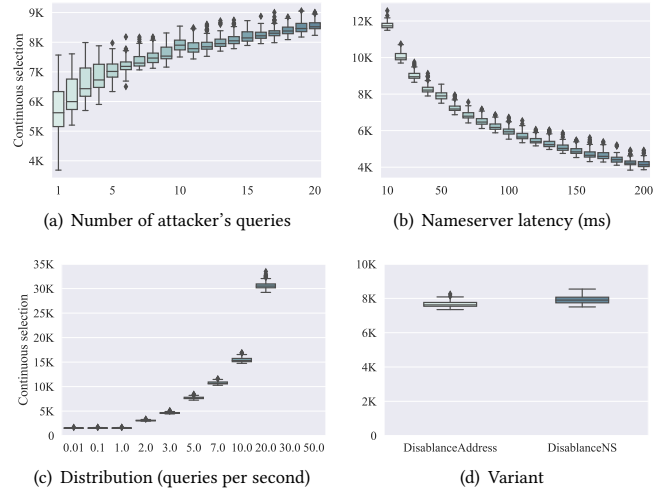 9K
8K
7K
6K
5K
4K
Continuous selection
1 5 10 15 20
(a) Number of attacker's queries
12K
10K
8K
6K
4K
10 50 100 150 200
(b) Nameserver latency (ms)
35K
30K
25K
20K
15K
10K
5K
0
Continuous selection
0.01 0.1 1.0 2.0 3.0 5.0 7.0 10.0 20.0 30.0 50.0
(c) Distribution (queries per second)
10K
8K
6K
4K
2K
0
DisablanceAddress DisablanceNS
(d) Variant